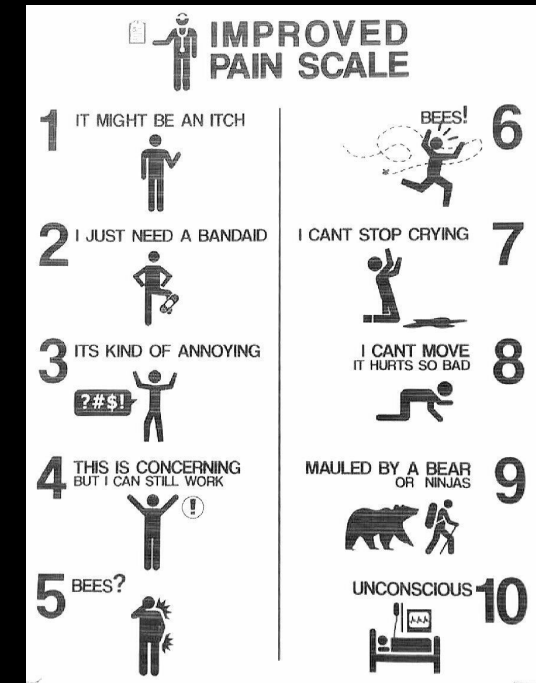 IMPROVED
PAIN SCALE
1 IT MIGHT BE AN ITCH
2 I JUST NEED A BANDAID
3 ITS KIND OF ANNOYING
?#$!
4 THIS IS CONCERNING
BUT I CAN STILL WORK
!
5 BEES?
BEES! 6
I CANT STOP CRYING 7
I CANT MOVE 8
IT HURTS SO BAD
MAULED BY A BEAR 9
OR NINJAS
UNCONSCIOUS 10